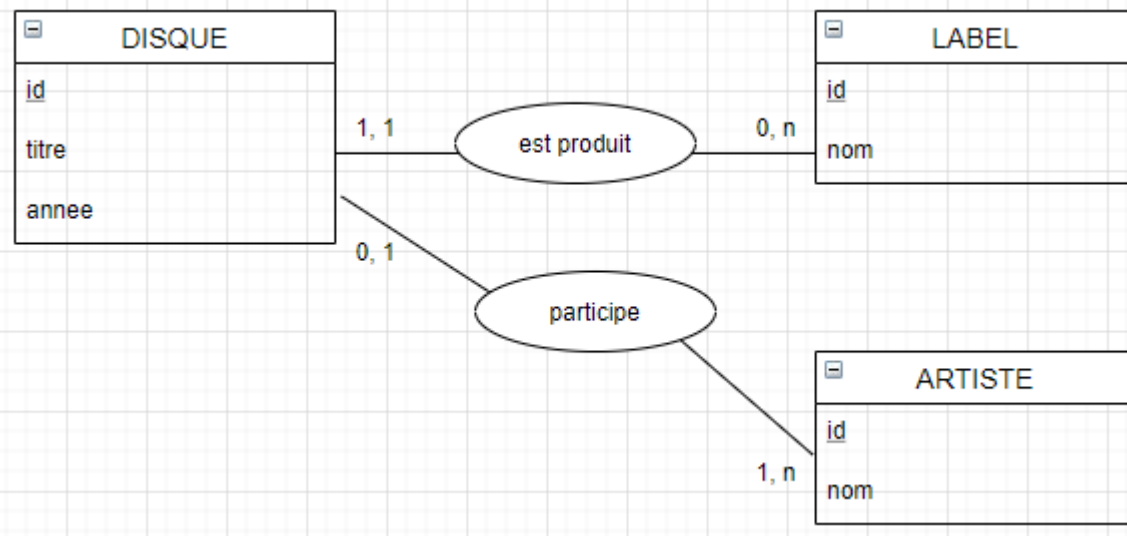 DISQUE
id
titre
annee
1, 1
est produit
0, n
LABEL
id
nom
0, 1
participe
1, n
ARTISTE
id
nom